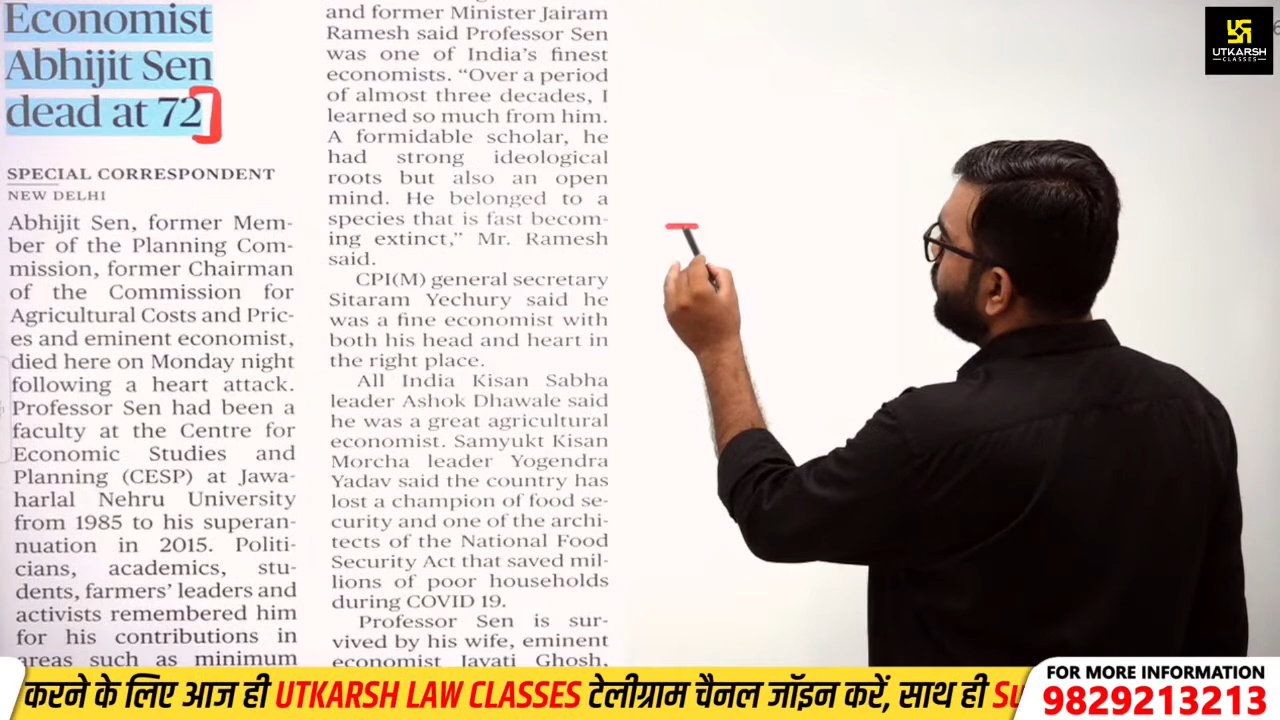 Economist
Abhijit Sen
dead at 72
SPECIAL CORRESPONDENT
NEW DELHI
Abhijit Sen, former Mem-
ber of the Planning Com-
mission, former Chairman
of the Commission for
Agricultural Costs and Pric-
es and eminent economist,
died here on Monday night
following a heart attack.
Professor Sen had been a
faculty at the Centre for
Economic Studies and
Planning (CESP) at Jawa-
harlal Nehru University
from 1985 to his superan-
nuation in 2015. Politi-
cians, academics, stu-
dents, farmers' leaders and
activists remembered him
for his contributions in
areas such as minimum
and former Minister Jairam
Ramesh said Professor Sen
was one of India's finest
economists. "Over a period
of almost three decades, I
learned so much from him.
A formidable scholar, he
had strong ideological
roots but also an open
mind. He belonged to a
species that is fast becom-
ing extinct," Mr. Ramesh
said.
CPI(M) general secretary
Sitaram Yechury said he
was a fine economist with
both his head and heart in
the right place.
All India Kisan Sabha
leader Ashok Dhawale said
he was a great agricultural
economist. Samyukt Kisan
Morcha leader Yogendra
Yadav said the country has
lost a champion of food se-
curity and one of the archi-
tects of the National Food
Security Act that saved mil-
lions of poor households
during COVID 19.
Professor Sen is sur-
vived by his wife, eminent
economist Jayati Ghosh,
UTKARSH
CLASSES
6
करने के लिए आज ही UTKARSH LAW CLASSES टेलीग्राम चैनल जॉइन करें, साथ ही Su
FOR MORE INFORMATION
9829213213